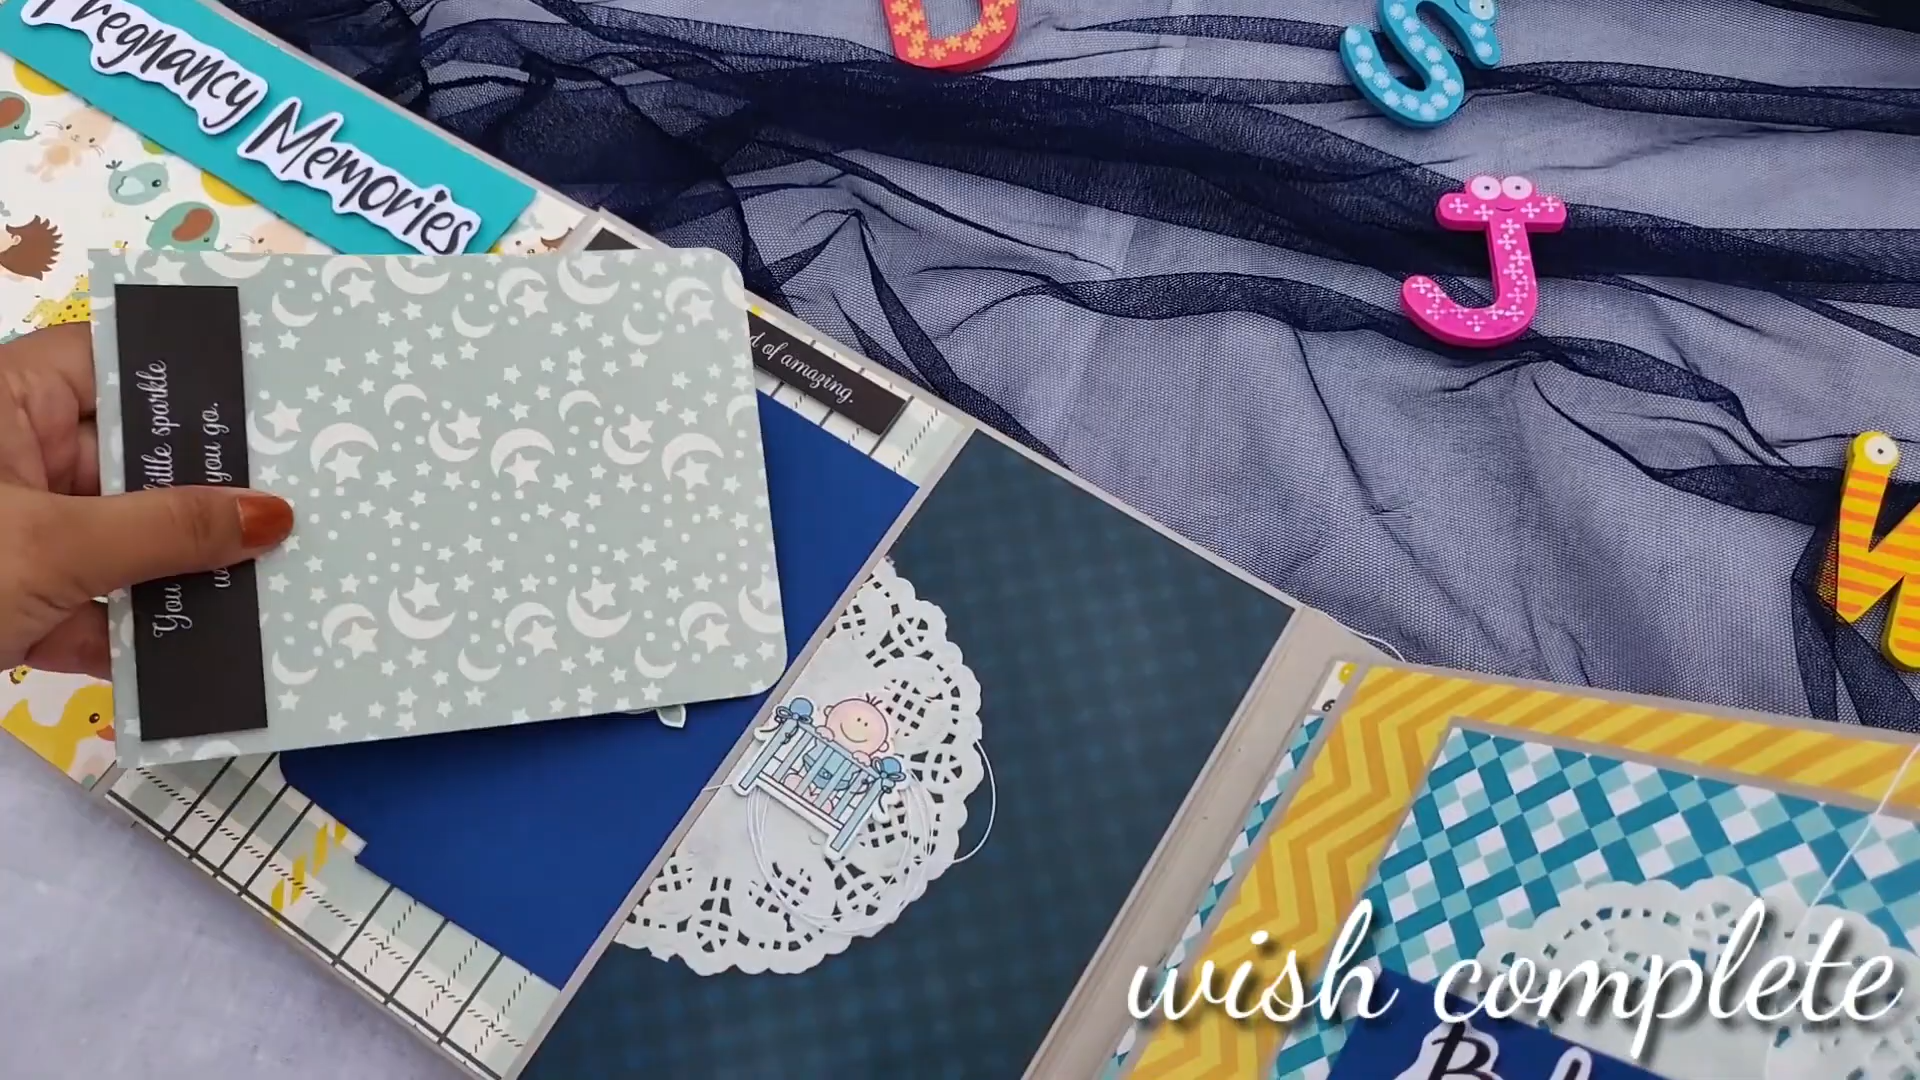 Pregnancy Memories
D
S
J
W
d of amazing.
You little sparkle
you go.
wish complete